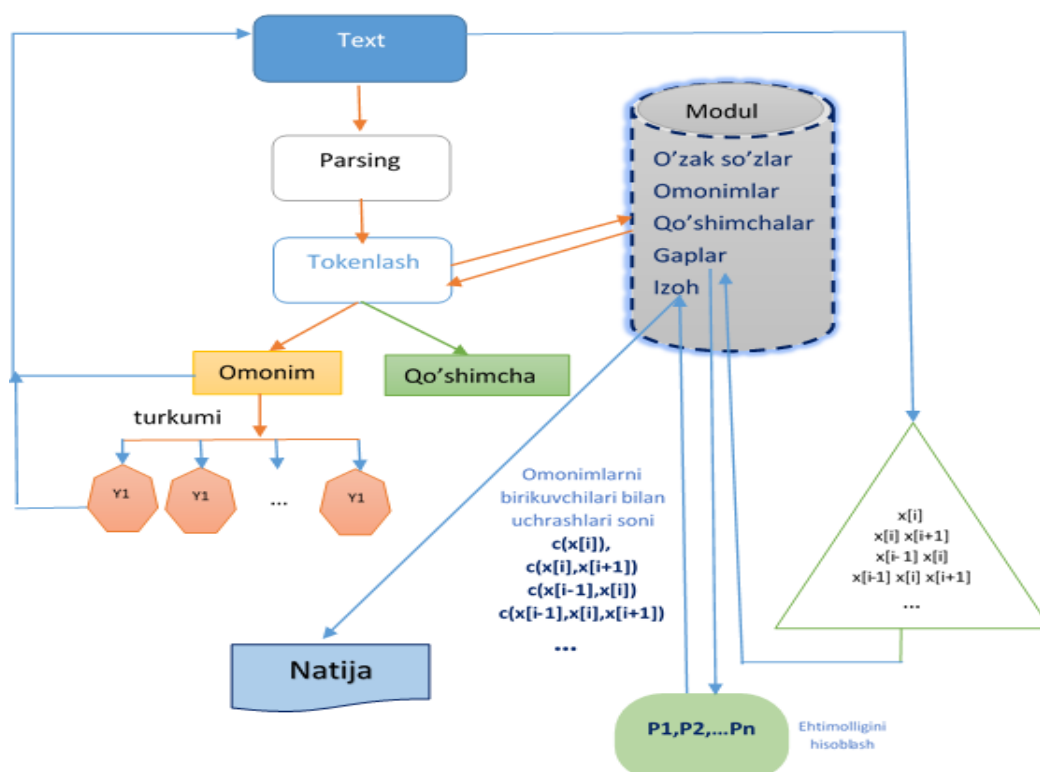 Text
Modul
Parsing
O'zak so'zlar
Omonimlar
Qo'shimchalar
Gaplar
Izoh
Tokenlash
Omonim
Qo'shimcha
turkumi
Y1
Y1
...
Y1
Omonimlarni
birikuvchilari bilan
uchrashlari soni
c(x[i]),
c(x[i],x[i+1])
c(x[i-1],x[i])
c(x[i-1],x[i],x[i+1])
...
x[i]
x[i] x[i+1]
x[i-1] x[i]
x[i-1] x[i] x[i+1]
...
Natija
P1,P2,...Pn
Ehtimolligini
hisoblash